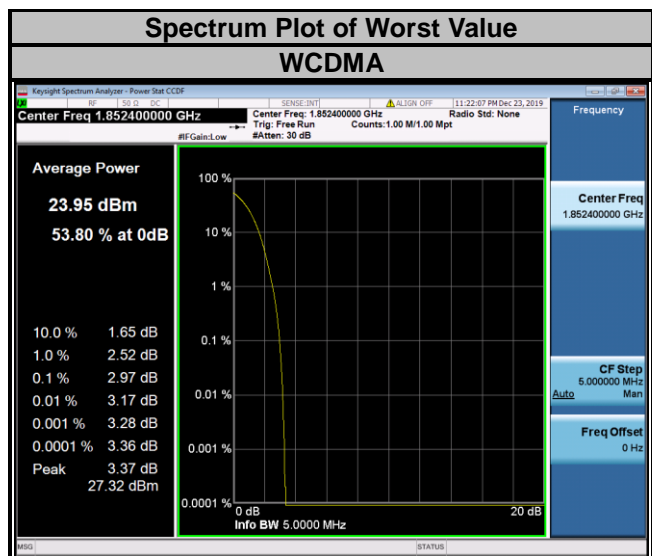 Spectrum Plot of Worst Value
WCDMA
Keysight Spectrum Analyzer - Power Stat CCDF
RF 50 Ω DC SENSE:INT ALIGN OFF 11:22:07 PM Dec 23, 2019
Center Freq 1.852400000 GHz
Center Freq: 1.852400000 GHz Radio Std: None
Trig: Free Run Counts:1.00 M/1.00 Mpt
#IFGain:Low #Atten: 30 dB
Frequency
Average Power
23.95 dBm
53.80 % at 0dB
10.0 % 1.65 dB
1.0 % 2.52 dB
0.1 % 2.97 dB
0.01 % 3.17 dB
0.001 % 3.28 dB
0.0001 % 3.36 dB
Peak 3.37 dB
27.32 dBm
100 %
10 %
1 %
0.1 %
0.01 %
0.001 %
0.0001 %
0 dB 20 dB
Info BW 5.0000 MHz
Center Freq
1.852400000 GHz
CF Step
5.000000 MHz
Auto Man
Freq Offset
0 Hz
MSG STATUS